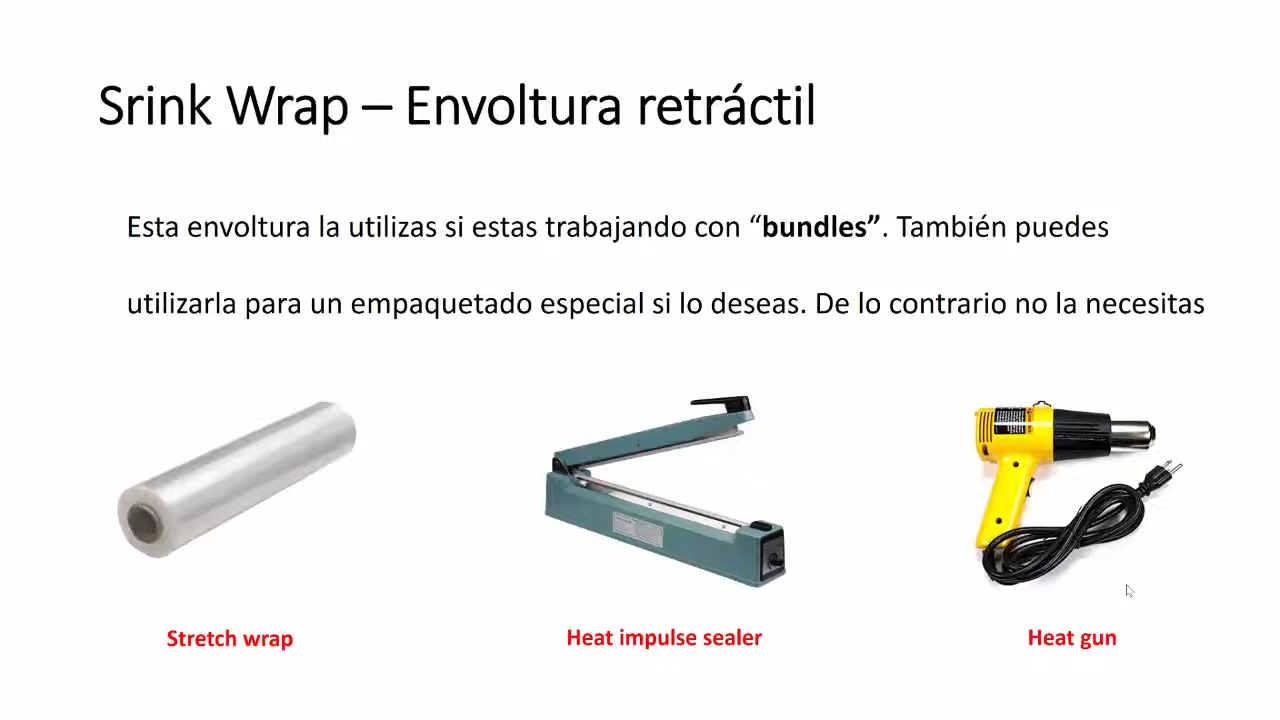 Srink Wrap – Envoltura retráctil
Esta envoltura la utilizas si estas trabajando con “bundles”. También puedes
utilizarla para un empaquetado especial si lo deseas. De lo contrario no la necesitas
Stretch wrap
Heat impulse sealer
Heat gun